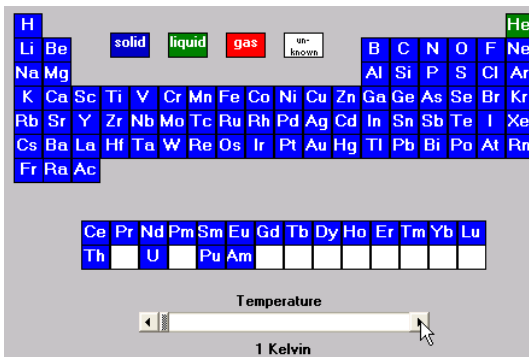 H He
solid liquid gas un-
known
Li Be B C N O F Ne
Na Mg Al Si P S Cl Ar
K Ca Sc Ti V Cr Mn Fe Co Ni Cu Zn Ga Ge As Se Br Kr
Rb Sr Y Zr Nb Mo Tc Ru Rh Pd Ag Cd In Sn Sb Te I Xe
Cs Ba La Hf Ta W Re Os Ir Pt Au Hg Tl Pb Bi Po At Rn
Fr Ra Ac
Ce Pr Nd Pm Sm Eu Gd Tb Dy Ho Er Tm Yb Lu
Th U Pu Am
Temperature
1 Kelvin